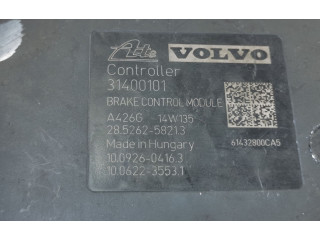 Ate VOLVO
Controller
31400101
BRAKE CONTROL MODULE
A426G 14W135
28.5262-5821.3
Made in Hungary
61432800CA5
10.0926-0416.3
10.0622-3553.1